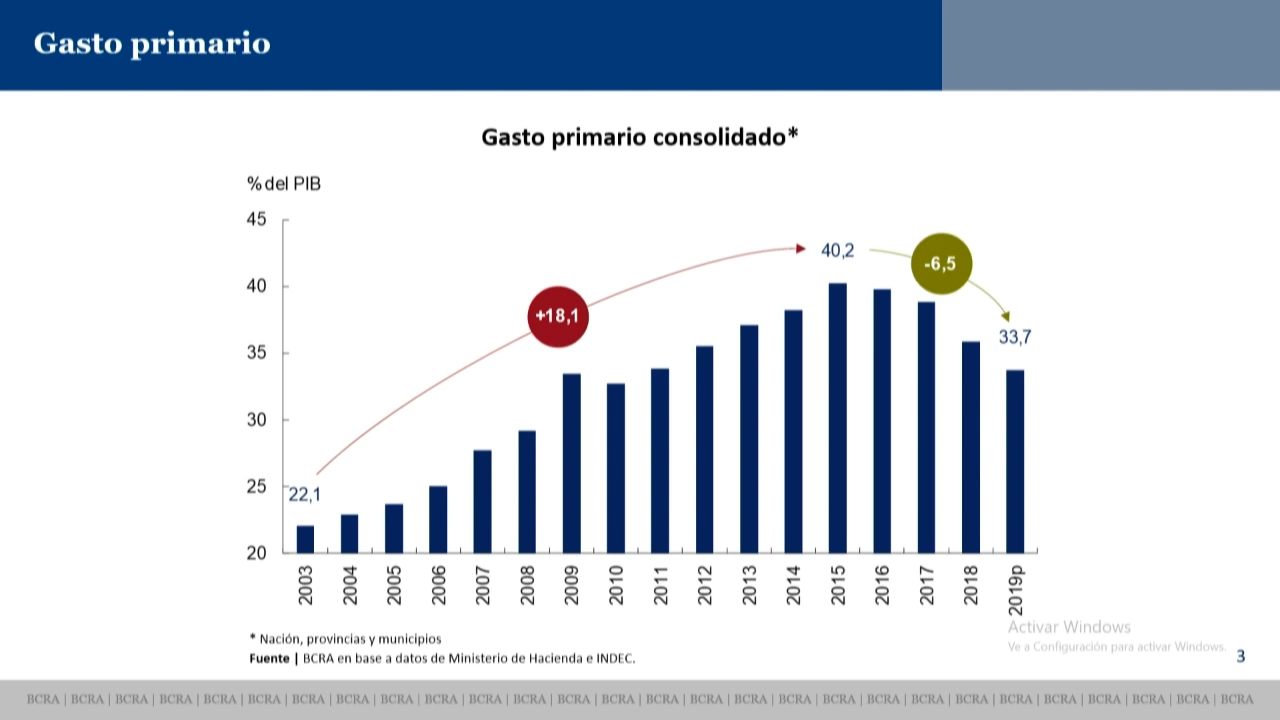 Gasto primario
Gasto primario consolidado*
% del PIB
45
40
35
30
25
20
22,1
+18,1
40,2
-6,5
33,7
2003 2004 2005 2006 2007 2008 2009 2010 2011 2012 2013 2014 2015 2016 2017 2018 2019p
* Nación, provincias y municipios
Fuente | BCRA en base a datos de Ministerio de Hacienda e INDEC.
Activar Windows
Ve a Configuración para activar Windows.
3
BCRA | BCRA | BCRA | BCRA | BCRA | BCRA | BCRA | BCRA | BCRA | BCRA | BCRA | BCRA | BCRA | BCRA | BCRA | BCRA | BCRA | BCRA | BCRA | BCRA | BCRA | BCRA | BCRA | BCRA | BCRA | BCRA | BCRA | BCRA